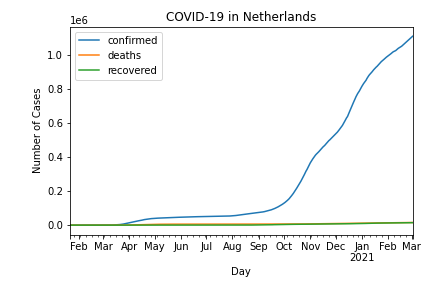 COVID-19 in Netherlands
1e6
confirmed
deaths
recovered
Number of Cases
1.0
0.8
0.6
0.4
0.2
0.0
Feb Mar Apr May Jun Jul Aug Sep Oct Nov Dec Jan Feb Mar
2021
Day